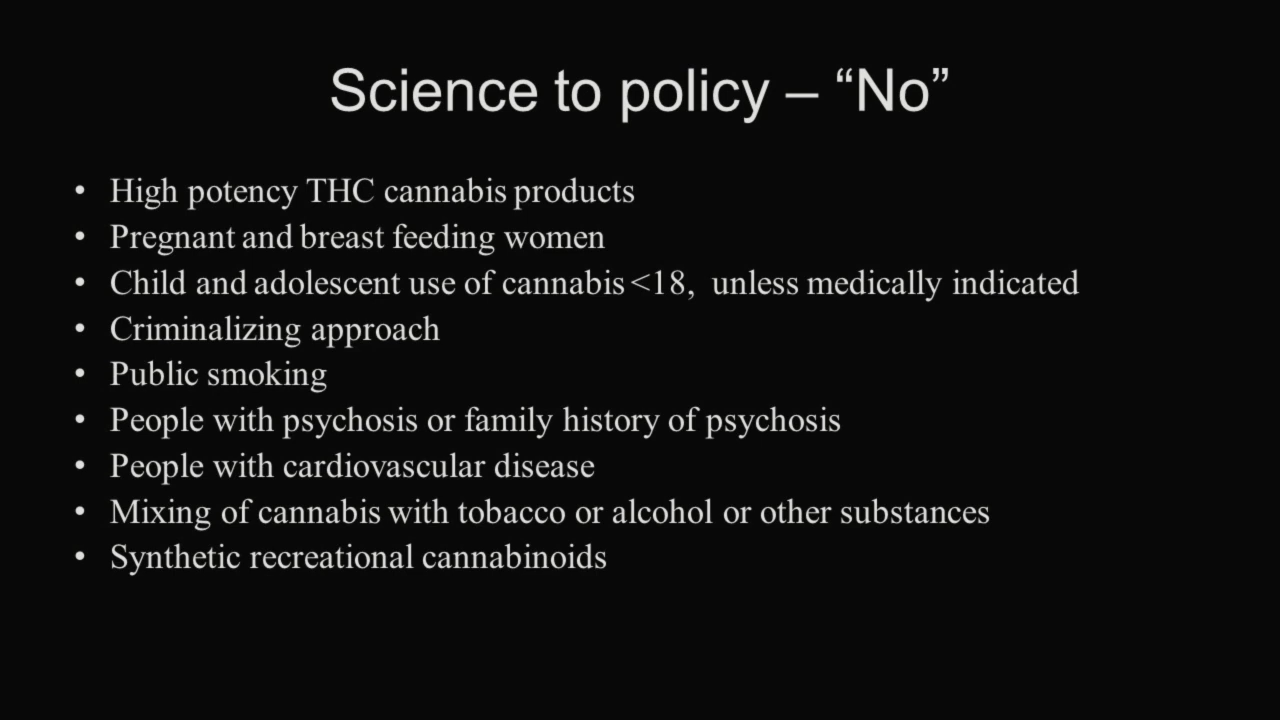 Science to policy – “No”
• High potency THC cannabis products
• Pregnant and breast feeding women
• Child and adolescent use of cannabis <18,  unless medically indicated
• Criminalizing approach
• Public smoking
• People with psychosis or family history of psychosis
• People with cardiovascular disease
• Mixing of cannabis with tobacco or alcohol or other substances
• Synthetic recreational cannabinoids